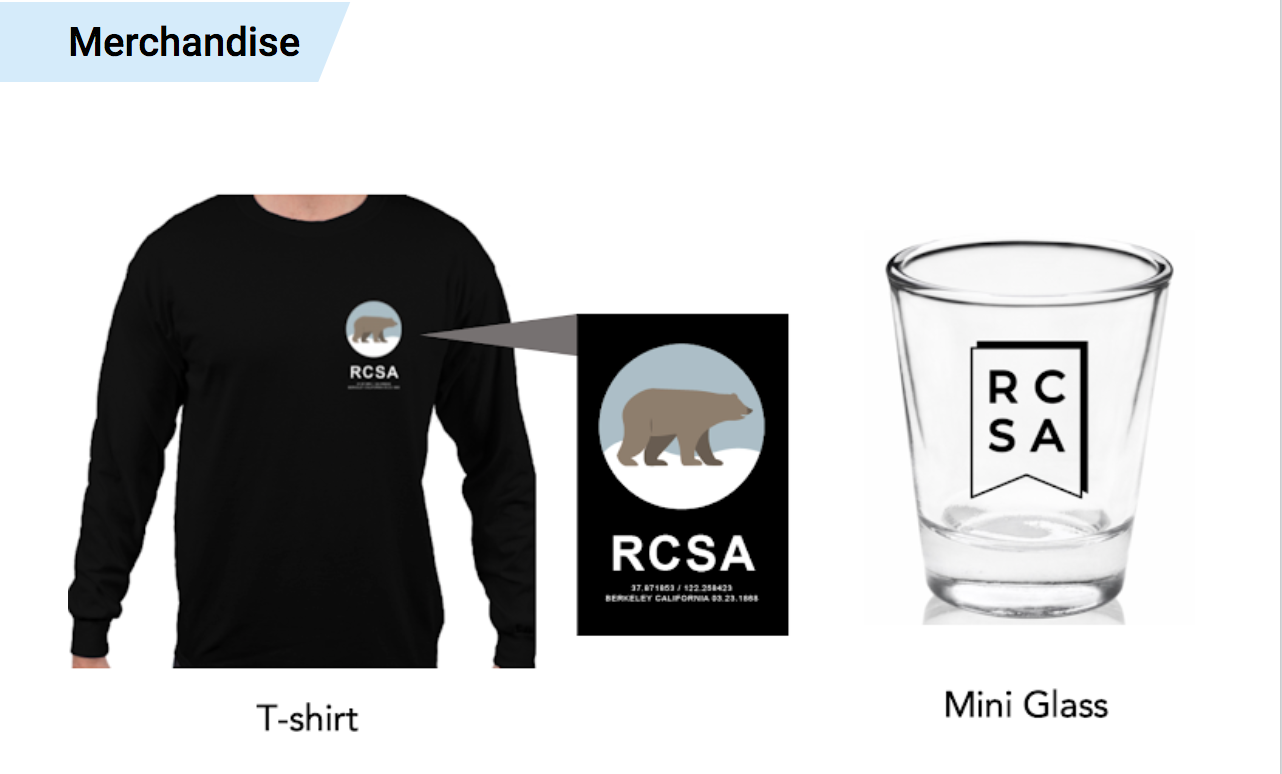 Merchandise
RCSA
RCSA
37.871853 / 122.258423
BERKELEY CALIFORNIA 03.23.1868
R C
S A
T-shirt
Mini Glass